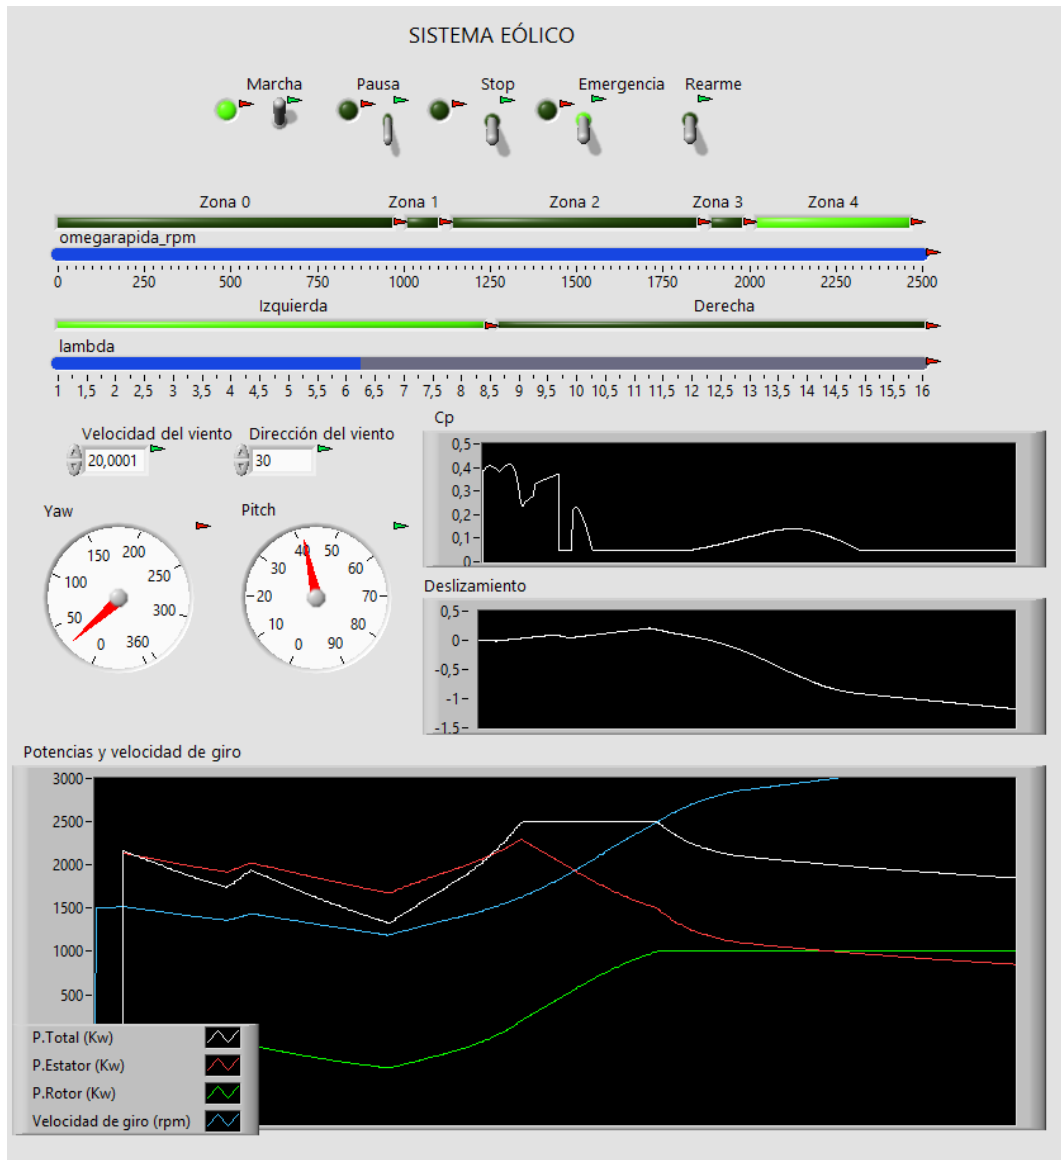 SISTEMA EÓLICO
Marcha Pausa Stop Emergencia Rearme
Zona 0 Zona 1 Zona 2 Zona 3 Zona 4
omegarapida_rpm
0 250 500 750 1000 1250 1500 1750 2000 2250 2500
Izquierda Derecha
lambda
1 1,5 2 2,5 3 3,5 4 4,5 5 5,5 6 6,5 7 7,5 8 8,5 9 9,5 10 10,5 11 11,5 12 12,5 13 13,5 14 14,5 15 15,5 16
Velocidad del viento Dirección del viento
20,0001 30
Yaw
0 50 100 150 200 250 300 360
Pitch
0 10 20 30 40 50 60 70 80 90
Cp
0,5
0,4
0,3
0,2
0,1
0
Deslizamiento
0,5
0
-0,5
-1
-1,5
Potencias y velocidad de giro
3000
2500
2000
1500
1000
500
P.Total (Kw)
P.Estator (Kw)
P.Rotor (Kw)
Velocidad de giro (rpm)